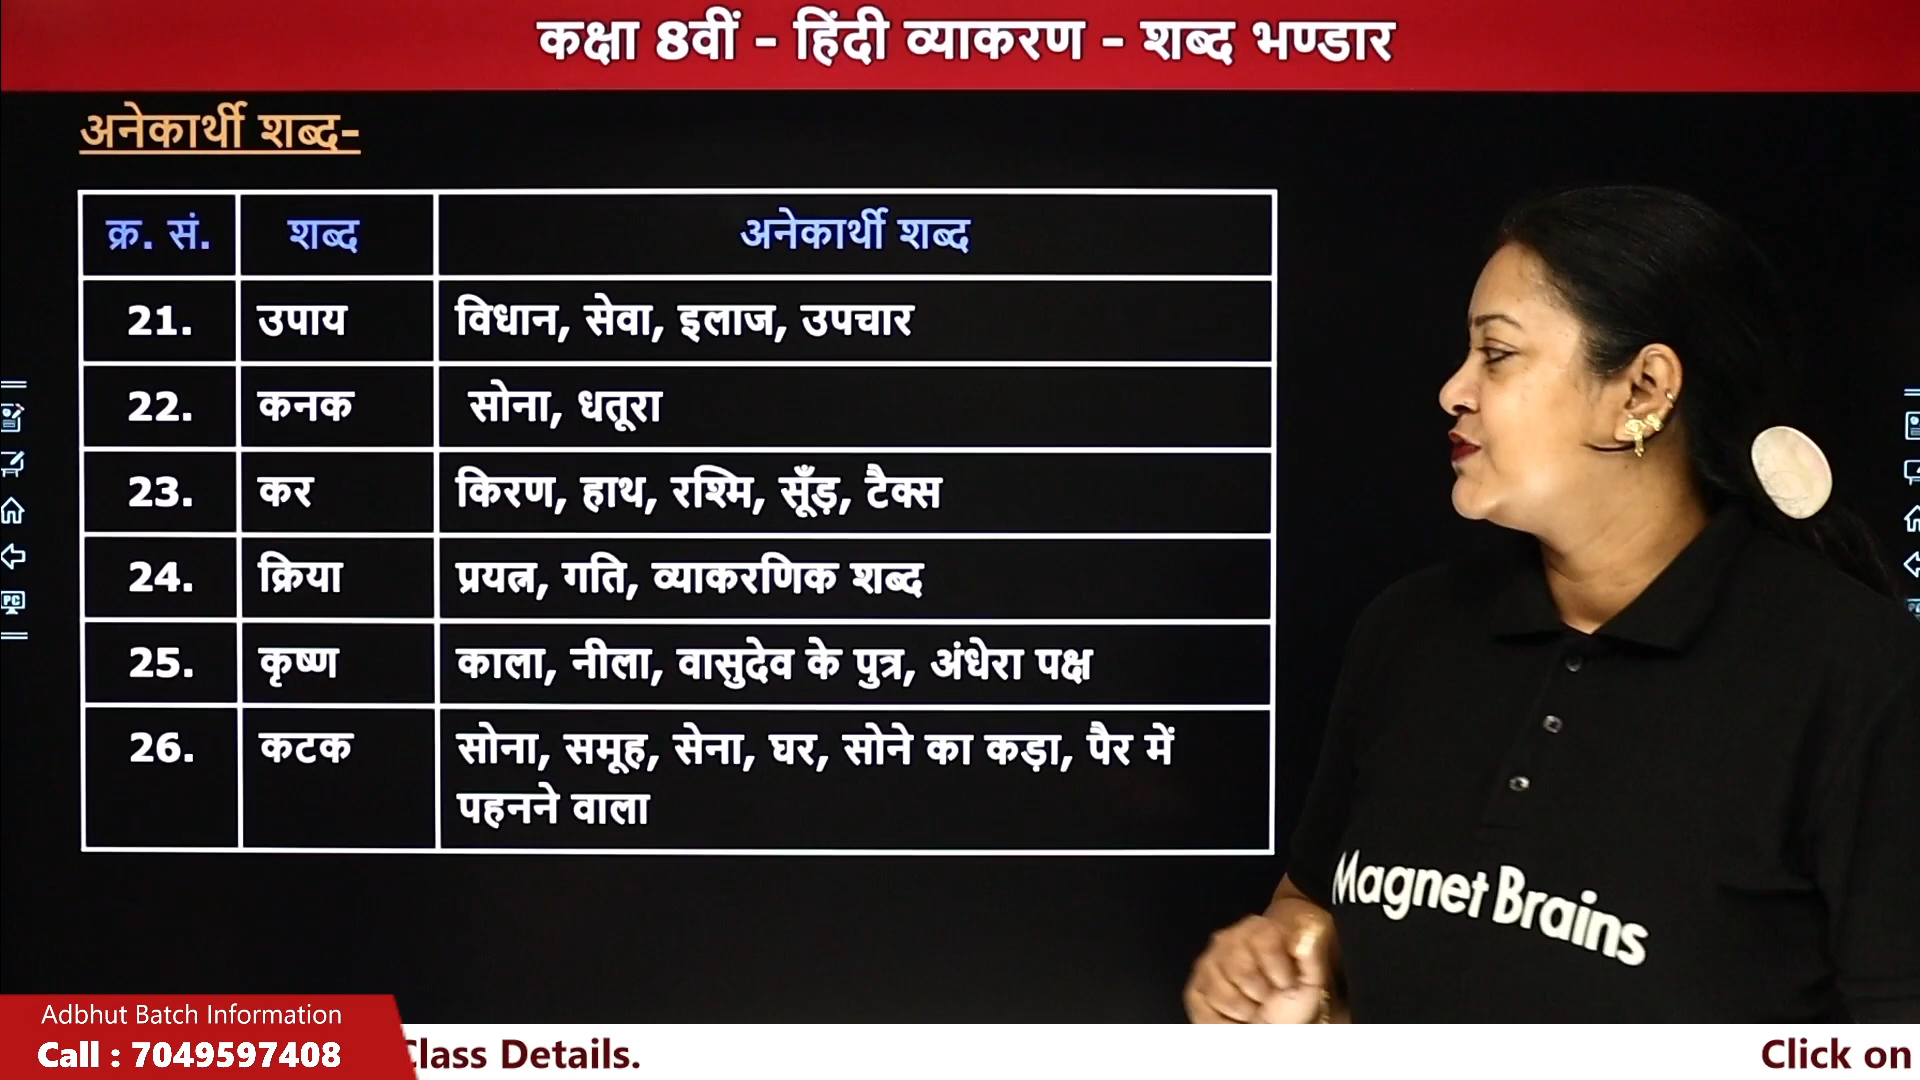 कक्षा 8वीं - हिंदी व्याकरण - शब्द भण्डार
अनेकार्थी शब्द-
क्र. सं. शब्द अनेकार्थी शब्द
21. उपाय विधान, सेवा, इलाज, उपचार
22. कनक सोना, धतूरा
23. कर किरण, हाथ, रश्मि, सूँड़, टैक्स
24. क्रिया प्रयत्न, गति, व्याकरणिक शब्द
25. कृष्ण काला, नीला, वासुदेव के पुत्र, अंधेरा पक्ष
26. कटक सोना, समूह, सेना, घर, सोने का कड़ा, पैर में
पहनने वाला
PC
Magnet Brains
Adbhut Batch Information
Call : 7049597408
Class Details.
Click on